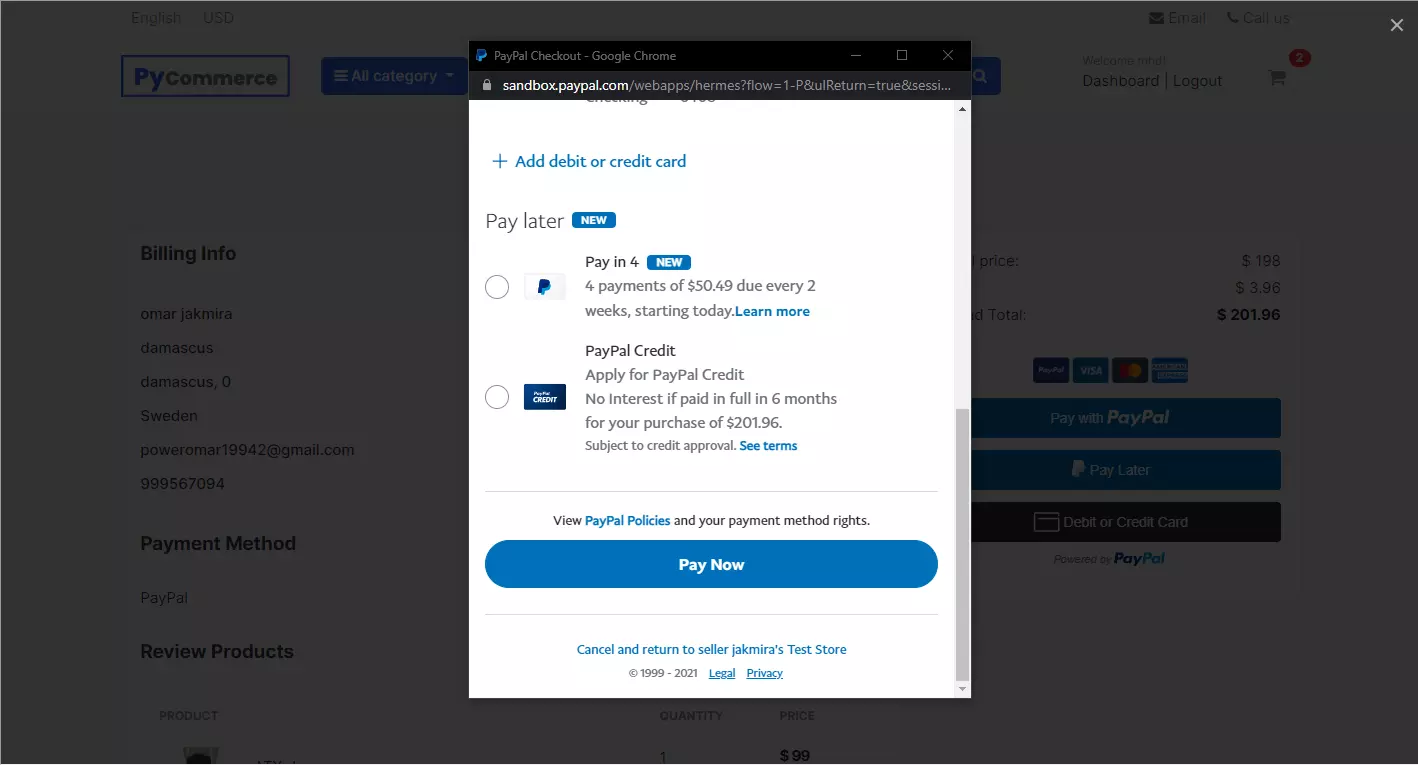 English USD
Email Call us
PyCommerce
All category
Welcome mhd!
Dashboard | Logout
2
PayPal Checkout - Google Chrome
sandbox.paypal.com/webapps/hermes?flow=1-P&ulReturn=true&sessi...
Checking
+ Add debit or credit card
Pay later NEW
Pay in 4 NEW
4 payments of $50.49 due every 2
weeks, starting today.Learn more
PayPal Credit
PayPal CREDIT
Apply for PayPal Credit
No Interest if paid in full in 6 months
for your purchase of $201.96.
Subject to credit approval. See terms
View PayPal Policies and your payment method rights.
Pay Now
Cancel and return to seller jakmira's Test Store
© 1999 - 2021 Legal Privacy
Billing Info
omar jakmira
damascus
damascus, 0
Sweden
poweromar19942@gmail.com
999567094
Payment Method
PayPal
Review Products
PRODUCT QUANTITY PRICE
1 $ 99
price: $ 198
$ 3.96
Total: $ 201.96
PayPal VISA
Pay with PayPal
Pay Later
Debit or Credit Card
Powered by PayPal